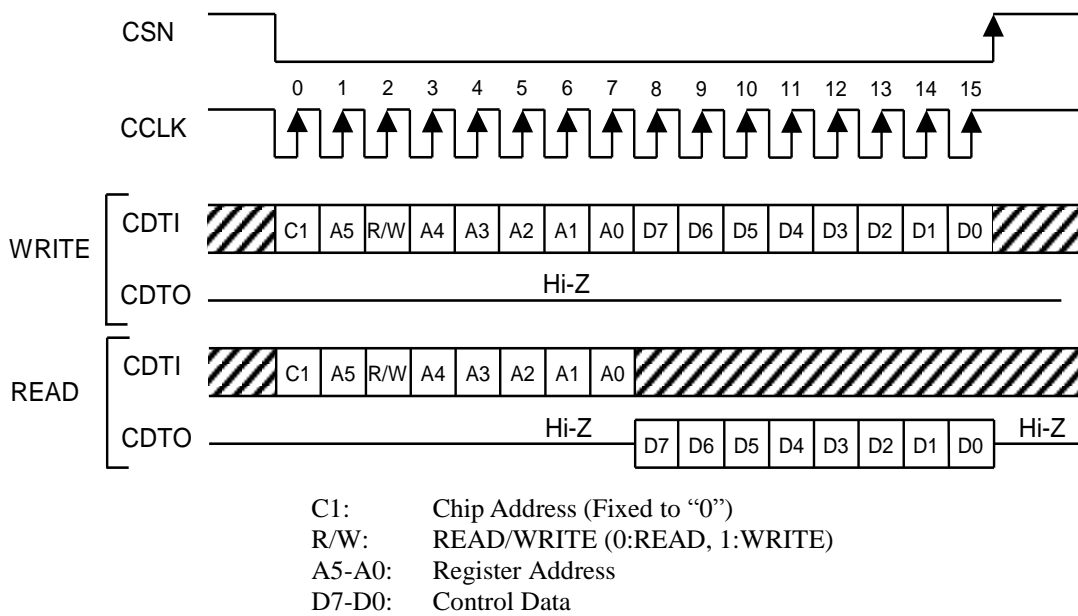 CSN
0 1 2 3 4 5 6 7 8 9 10 11 12 13 14 15
CCLK
WRITE
CDTI C1 A5 R/W A4 A3 A2 A1 A0 D7 D6 D5 D4 D3 D2 D1 D0
CDTO Hi-Z
READ
CDTI C1 A5 R/W A4 A3 A2 A1 A0
CDTO Hi-Z D7 D6 D5 D4 D3 D2 D1 D0 Hi-Z
C1: Chip Address (Fixed to “0”)
R/W: READ/WRITE (0:READ, 1:WRITE)
A5-A0: Register Address
D7-D0: Control Data